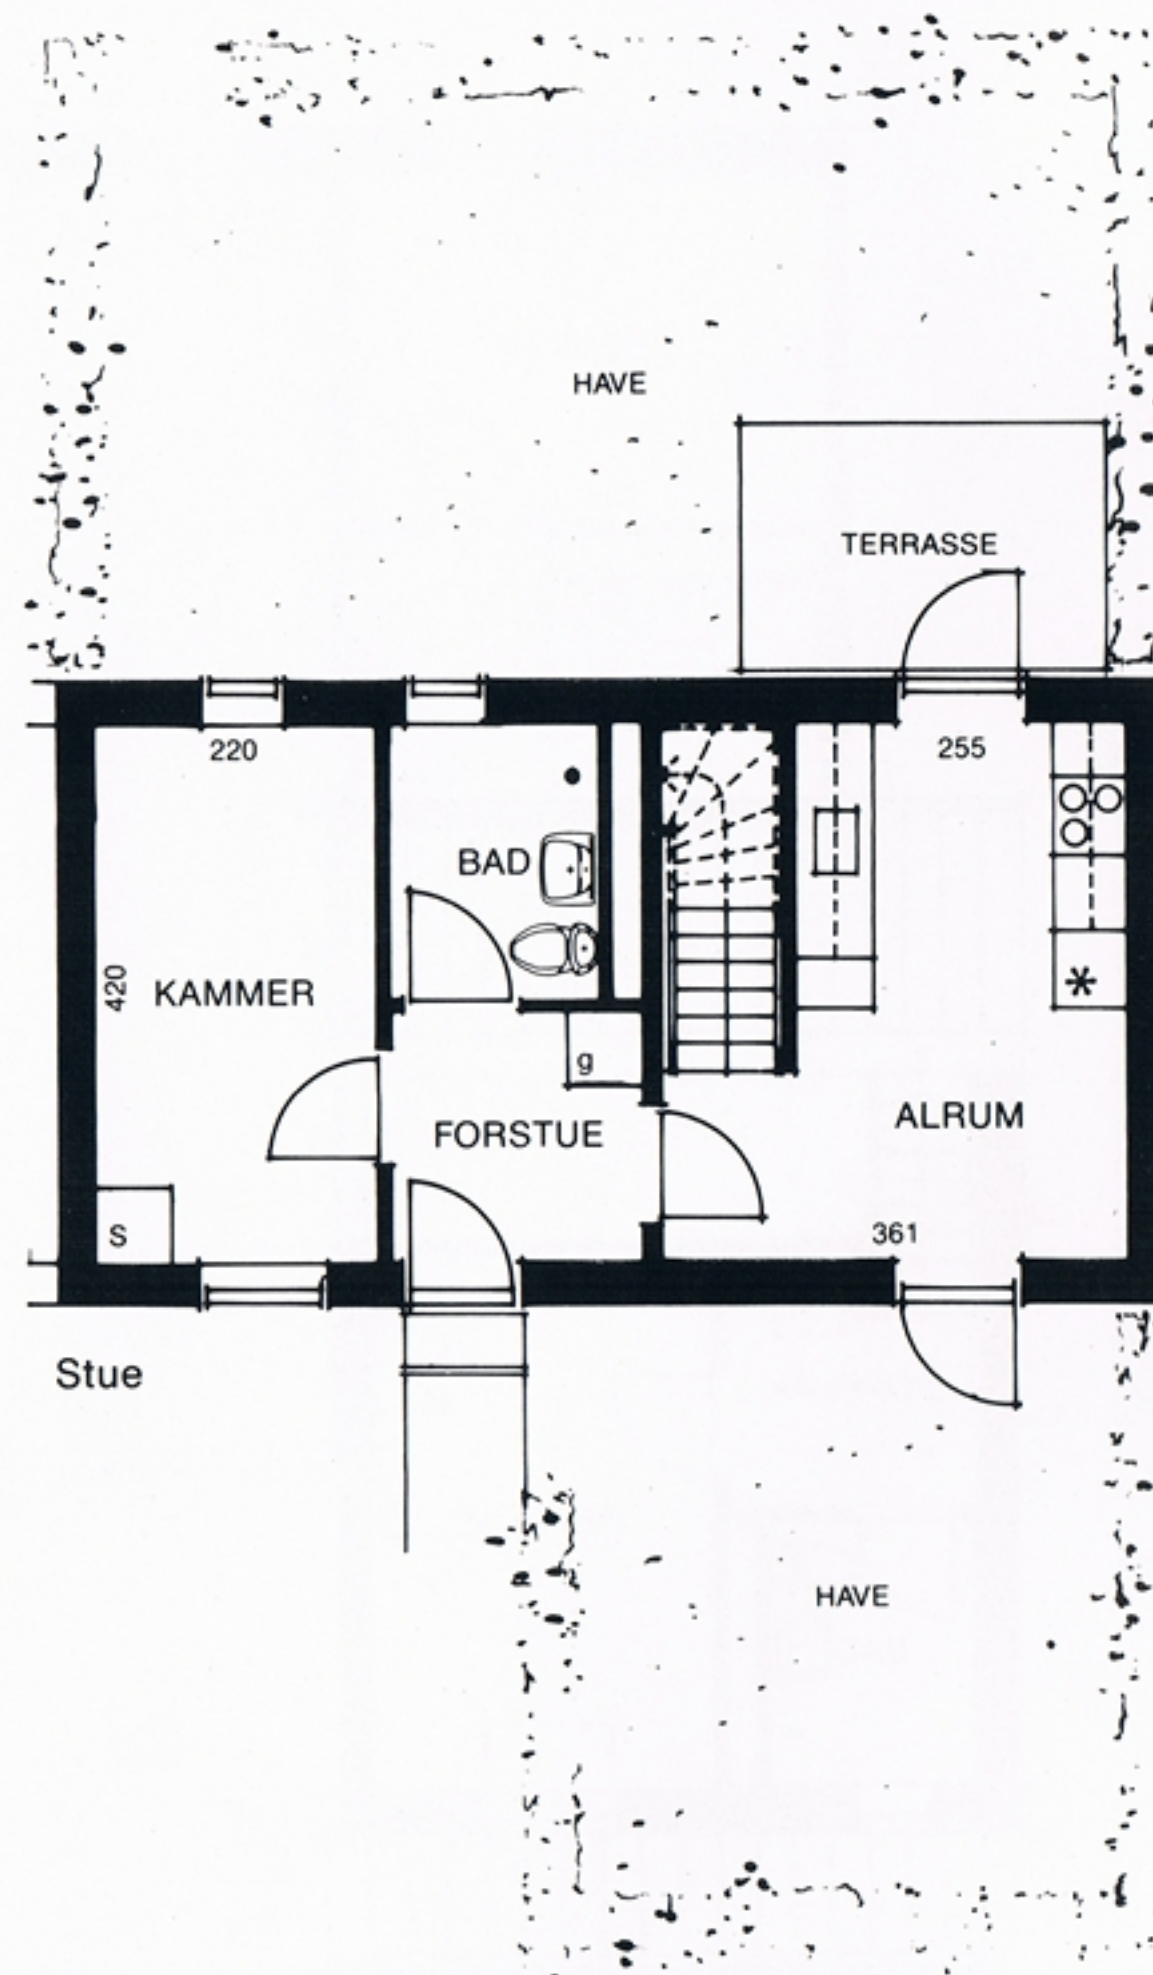 HAVE
TERRASSE
220
255
BAD
420
KAMMER
g
FORSTUE
ALRUM
S
361
Stue
HAVE